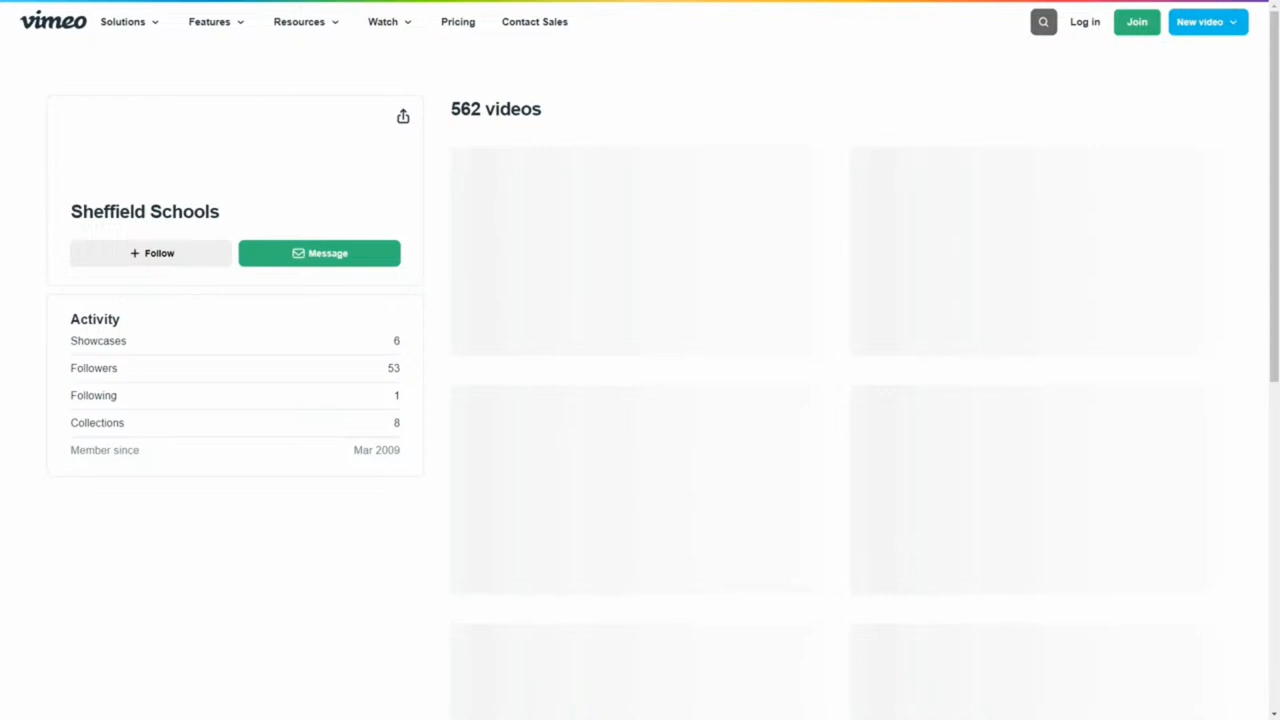 vimeo Solutions Features Resources Watch Pricing Contact Sales Log in Join New video
562 videos
Sheffield Schools
+ Follow Message
Activity
Showcases 6
Followers 53
Following 1
Collections 8
Member since Mar 2009